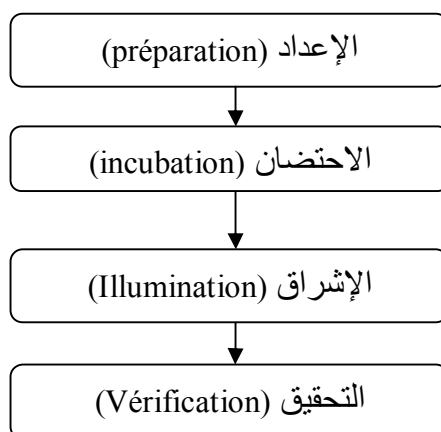 الإعداد (préparation)
الاحتضان (incubation)
الإشراق (Illumination)
التحقيق (Vérification)